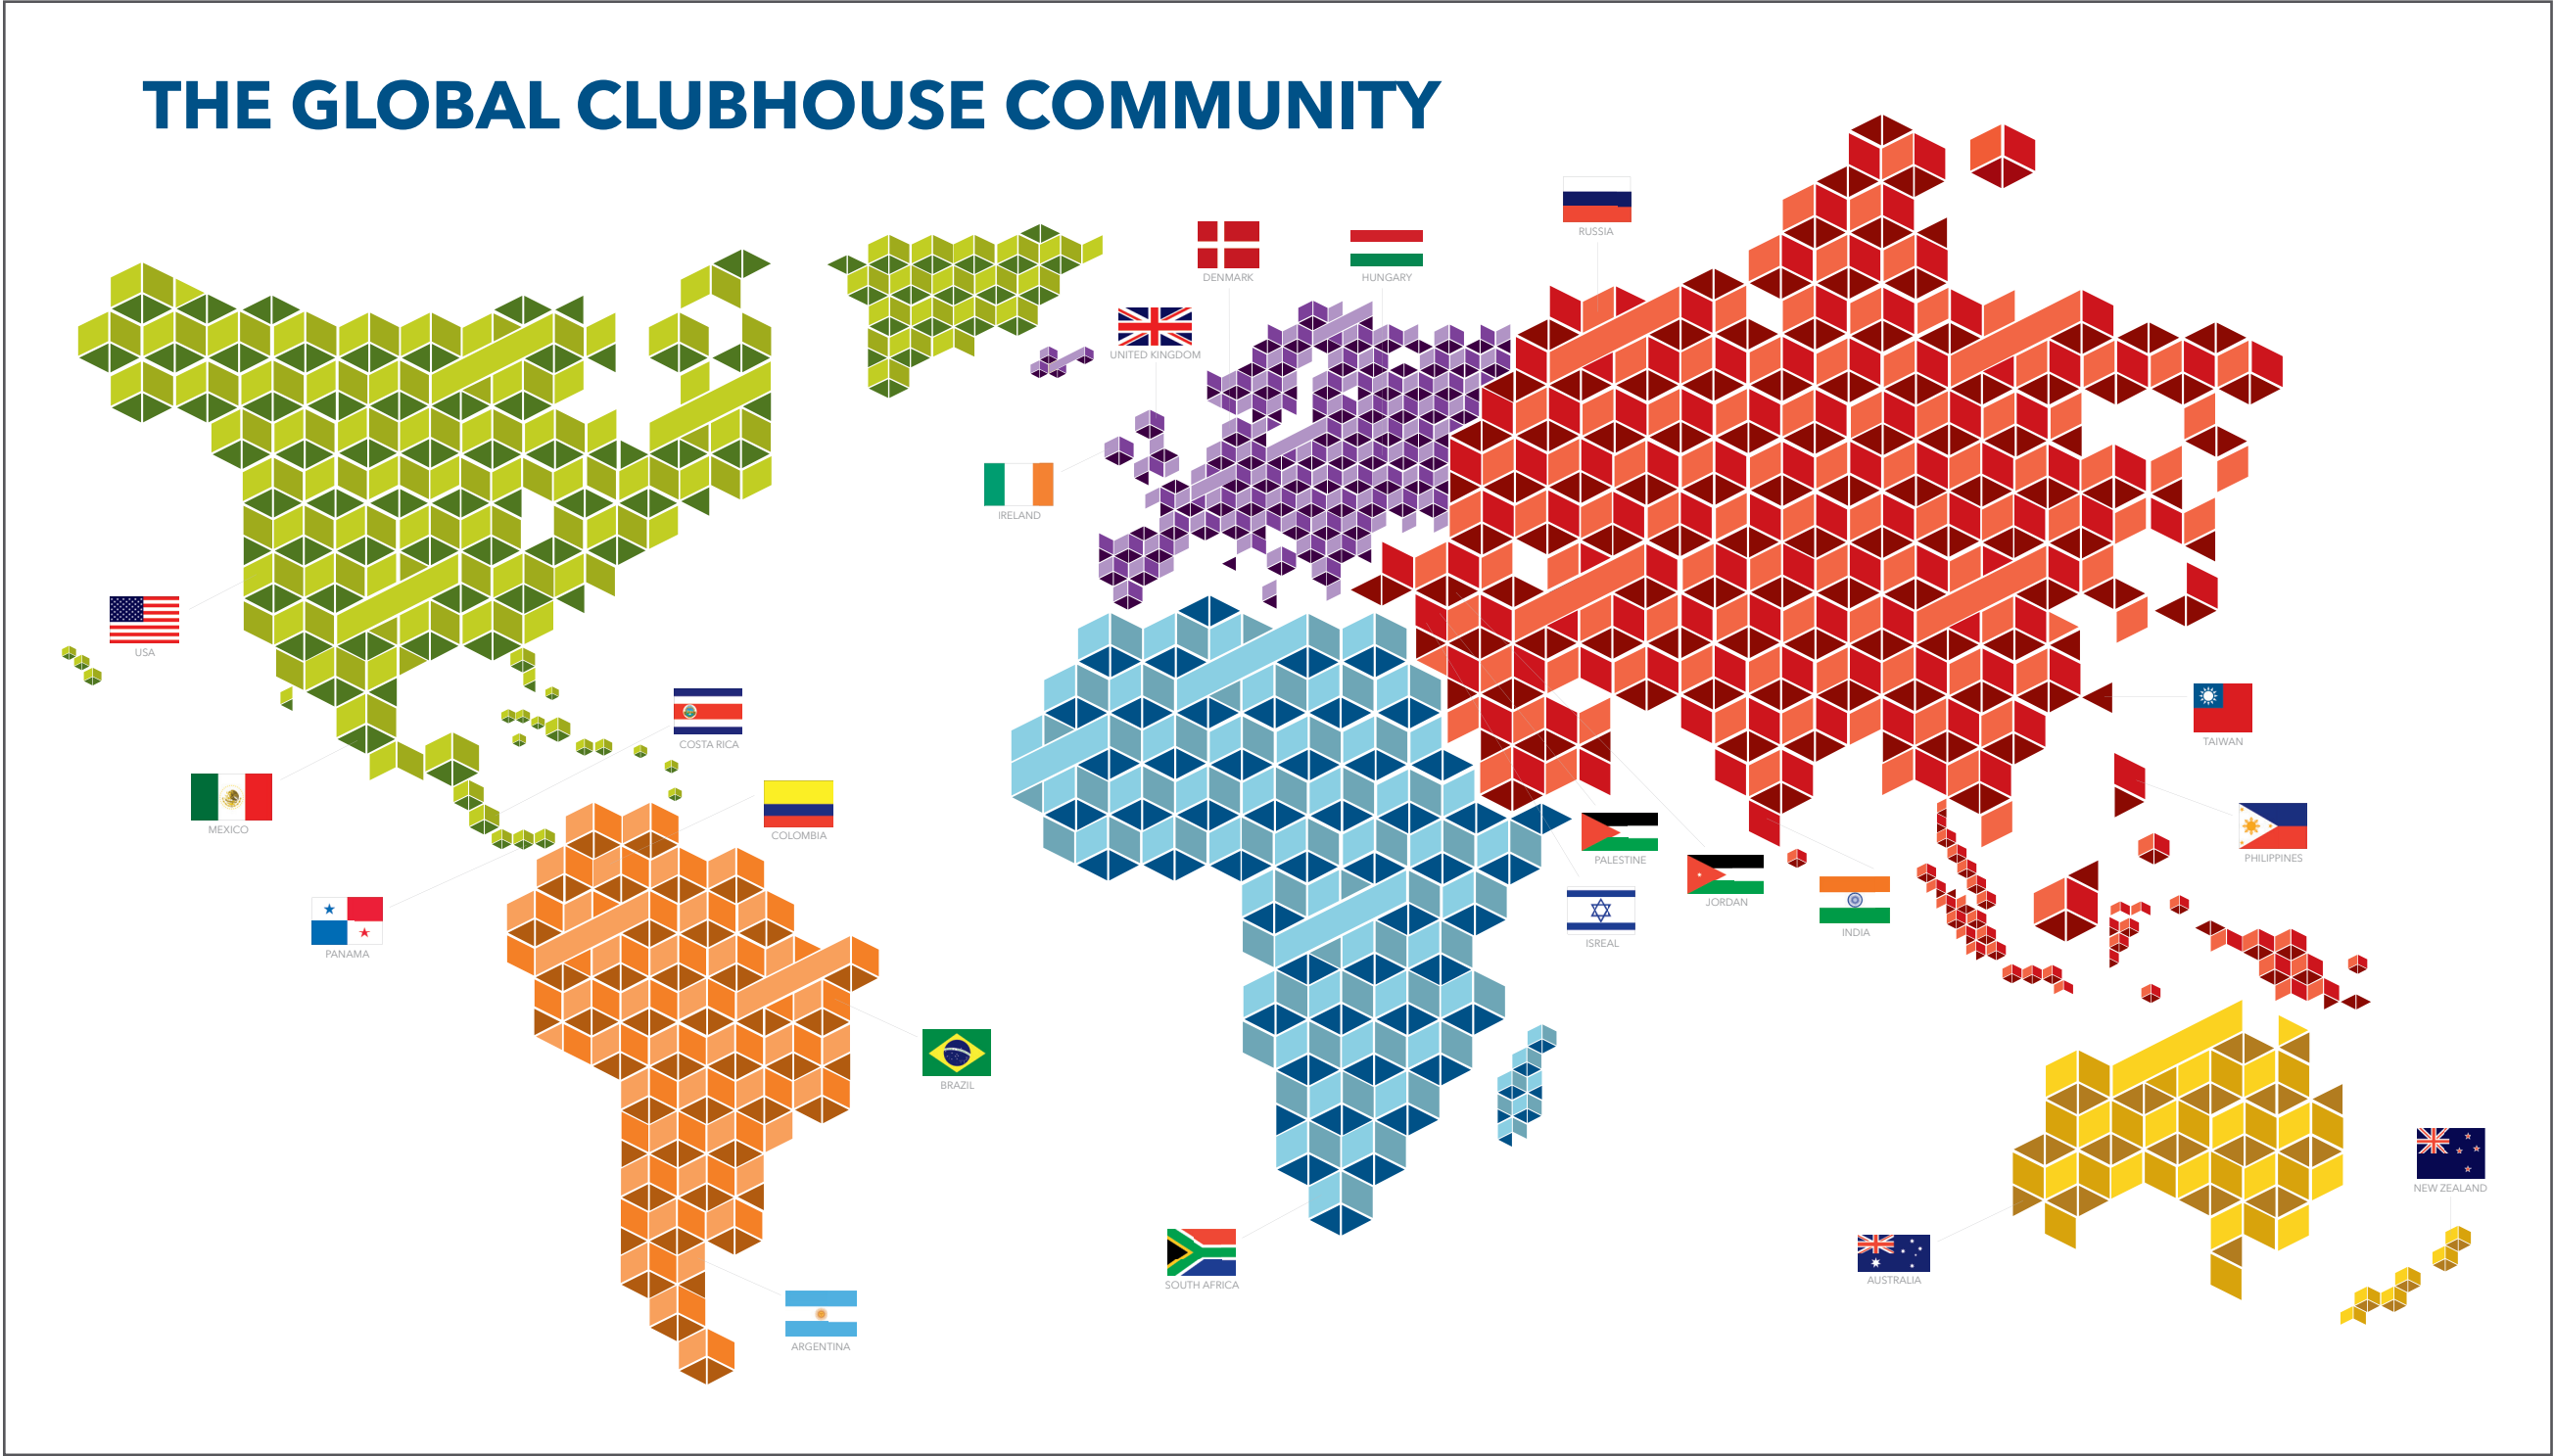 THE GLOBAL CLUBHOUSE COMMUNITY
RUSSIA
DENMARK
HUNGARY
UNITED KINGDOM
IRELAND
USA
COSTA RICA
TAIWAN
MEXICO
COLOMBIA
PALESTINE
PHILIPPINES
JORDAN
INDIA
ISREAL
PANAMA
BRAZIL
NEW ZEALAND
SOUTH AFRICA
AUSTRALIA
ARGENTINA